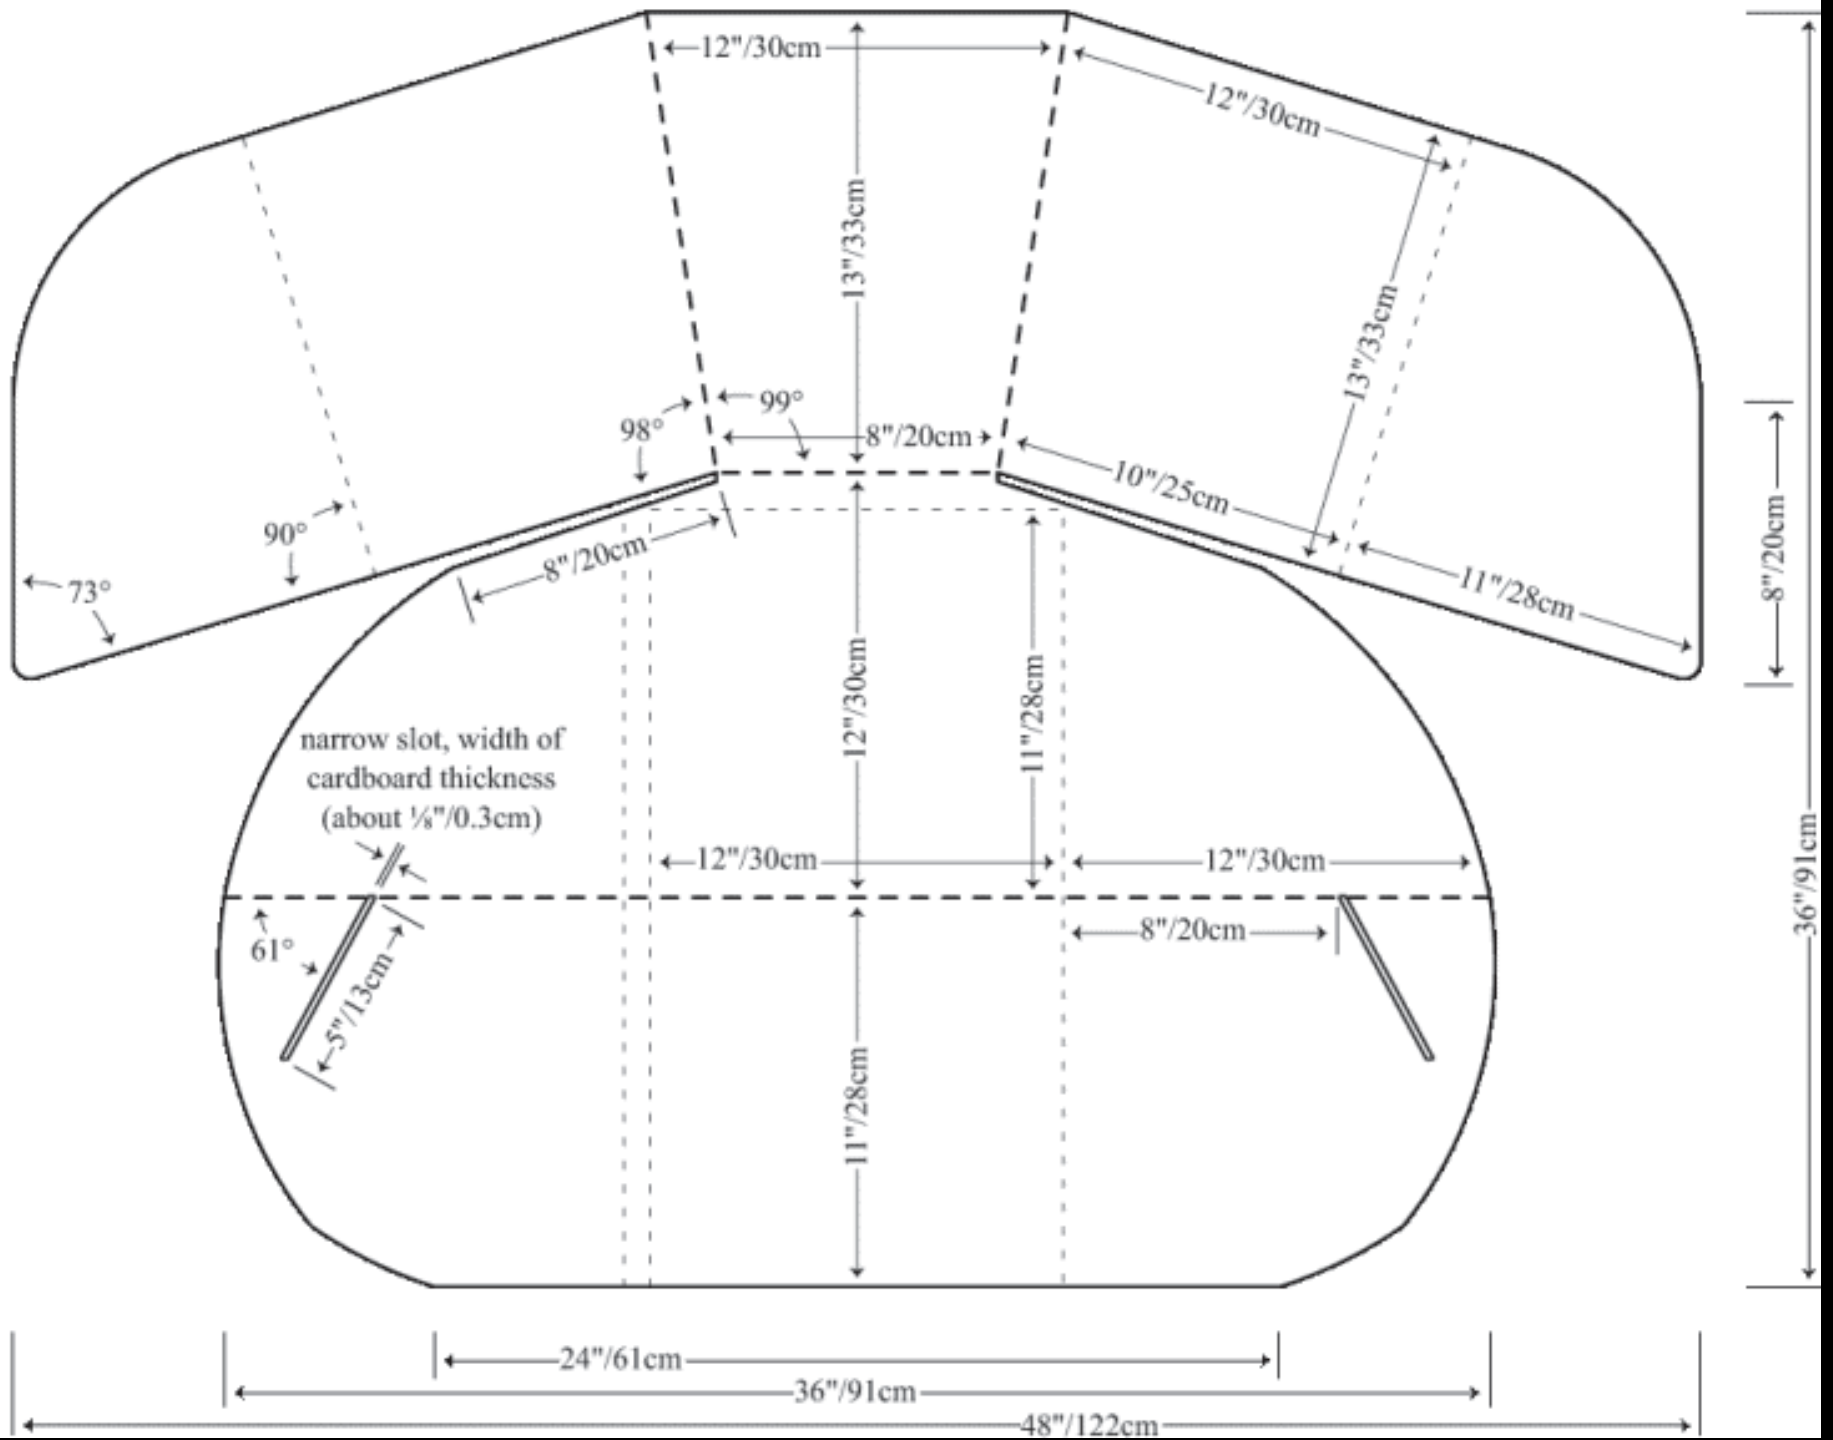 12"/30cm
12"/30cm
13"/33cm
13"/33cm
99°
98°
8"/20cm
10"/25cm
90°
8"/20cm
11"/28cm
8"/20cm
73°
12"/30cm
11"/28cm
narrow slot, width of
cardboard thickness
(about ⅛"/0.3cm)
12"/30cm
12"/30cm
36"/91cm
61°
8"/20cm
5"/13cm
11"/28cm
24"/61cm
36"/91cm
48"/122cm